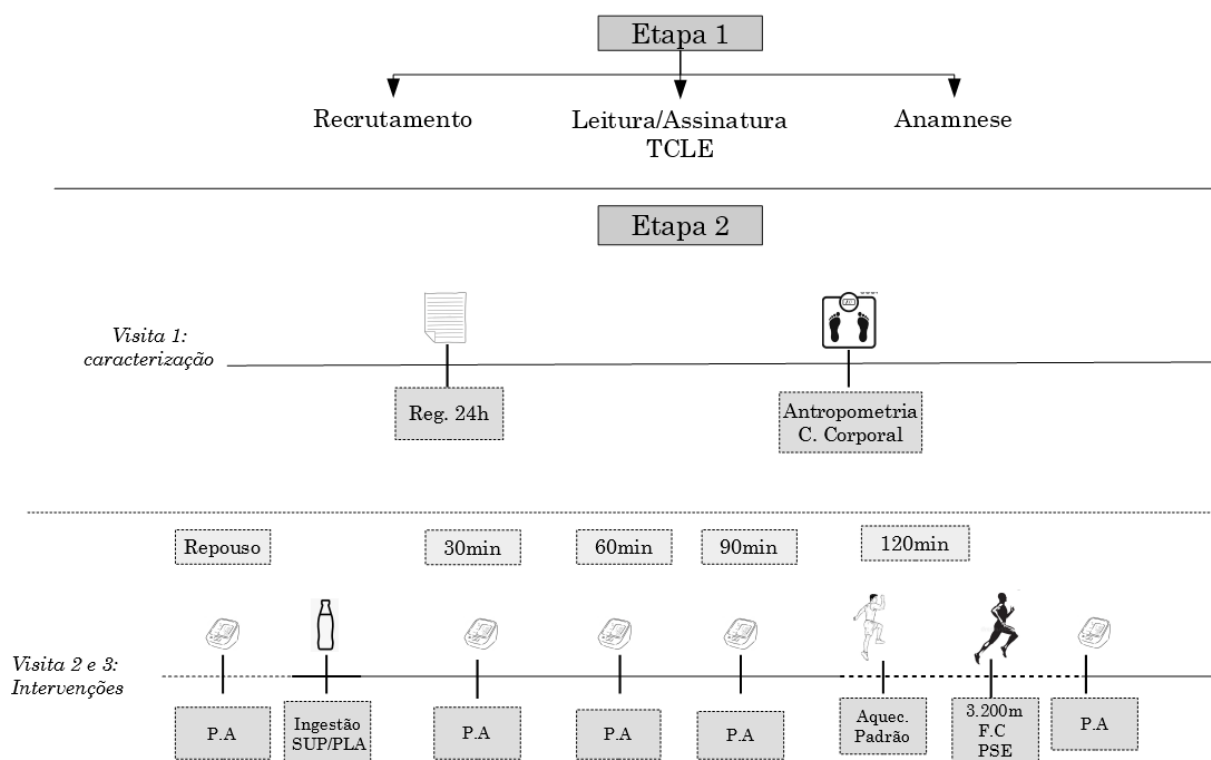 Etapa 1
Recrutamento
Leitura/Assinatura
TCLE
Anamnese
Etapa 2
Visita 1:
caracterização
Reg. 24h
Antropometria
C. Corporal
Repouso
30min
60min
90min
120min
Visita 2 e 3:
Intervenções
P.A
Ingestão
SUP/PLA
P.A
P.A
P.A
Aquec.
Padrão
3.200m
F.C
PSE
P.A